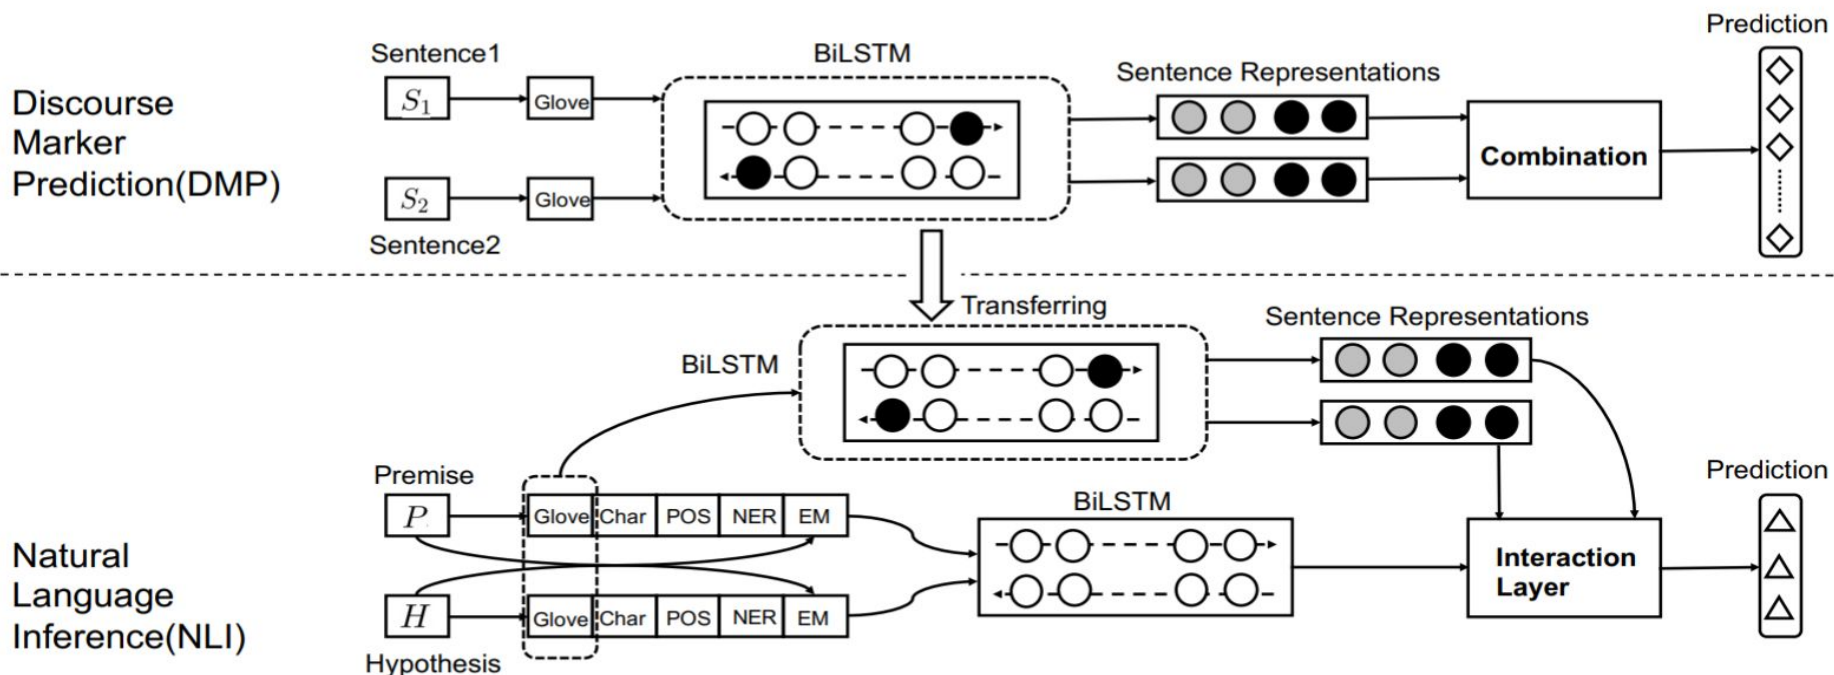 Prediction
Sentence1
BiLSTM
Sentence Representations
Discourse
Marker
Prediction(DMP)
S1
Glove
Combination
S2
Glove
Sentence2
Transferring
Sentence Representations
BiLSTM
Premise
BiLSTM
Prediction
P
Glove Char POS NER EM
Natural
Language
Inference(NLI)
Interaction
Layer
H
Glove Char POS NER EM
Hypothesis